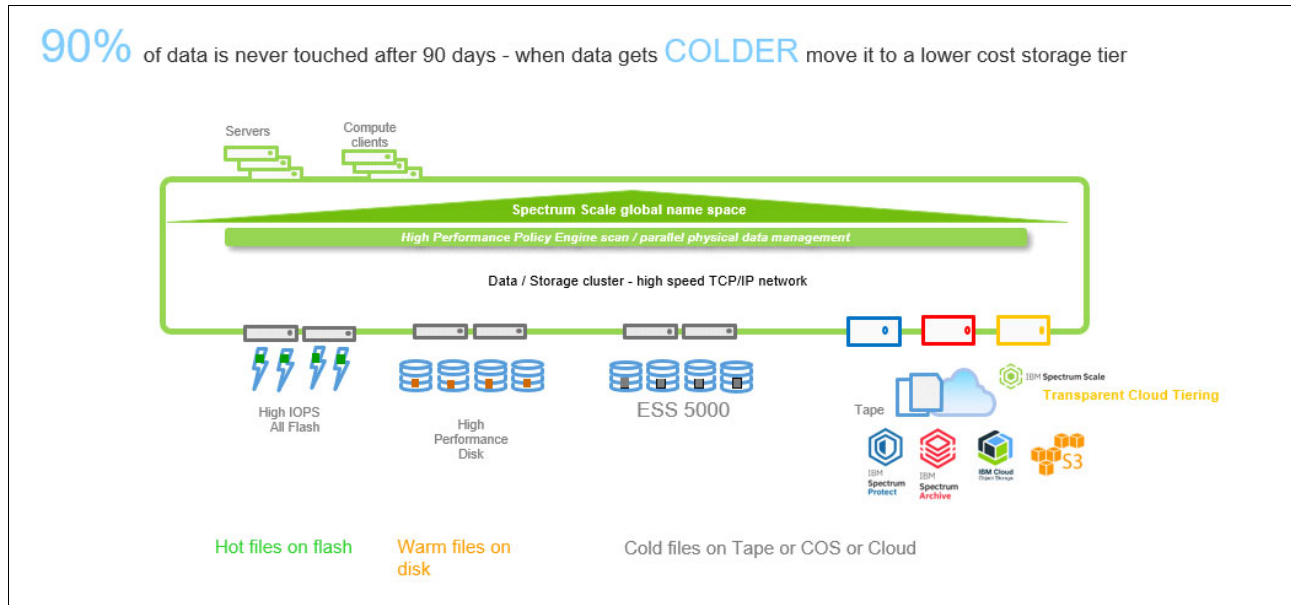 90% of data is never touched after 90 days - when data gets COLDER move it to a lower cost storage tier
Servers
Compute
clients
Spectrum Scale global name space
High Performance Policy Engine scan / parallel physical data management
Data / Storage cluster - high speed TCP/IP network
High IOPS
All Flash
High
Performance
Disk
ESS 5000
Tape
IBM Spectrum Scale
Transparent Cloud Tiering
IBM
Spectrum
Protect
IBM
Spectrum
Archive
IBM Cloud
Object Storage
S3
Hot files on flash
Warm files on
disk
Cold files on Tape or COS or Cloud